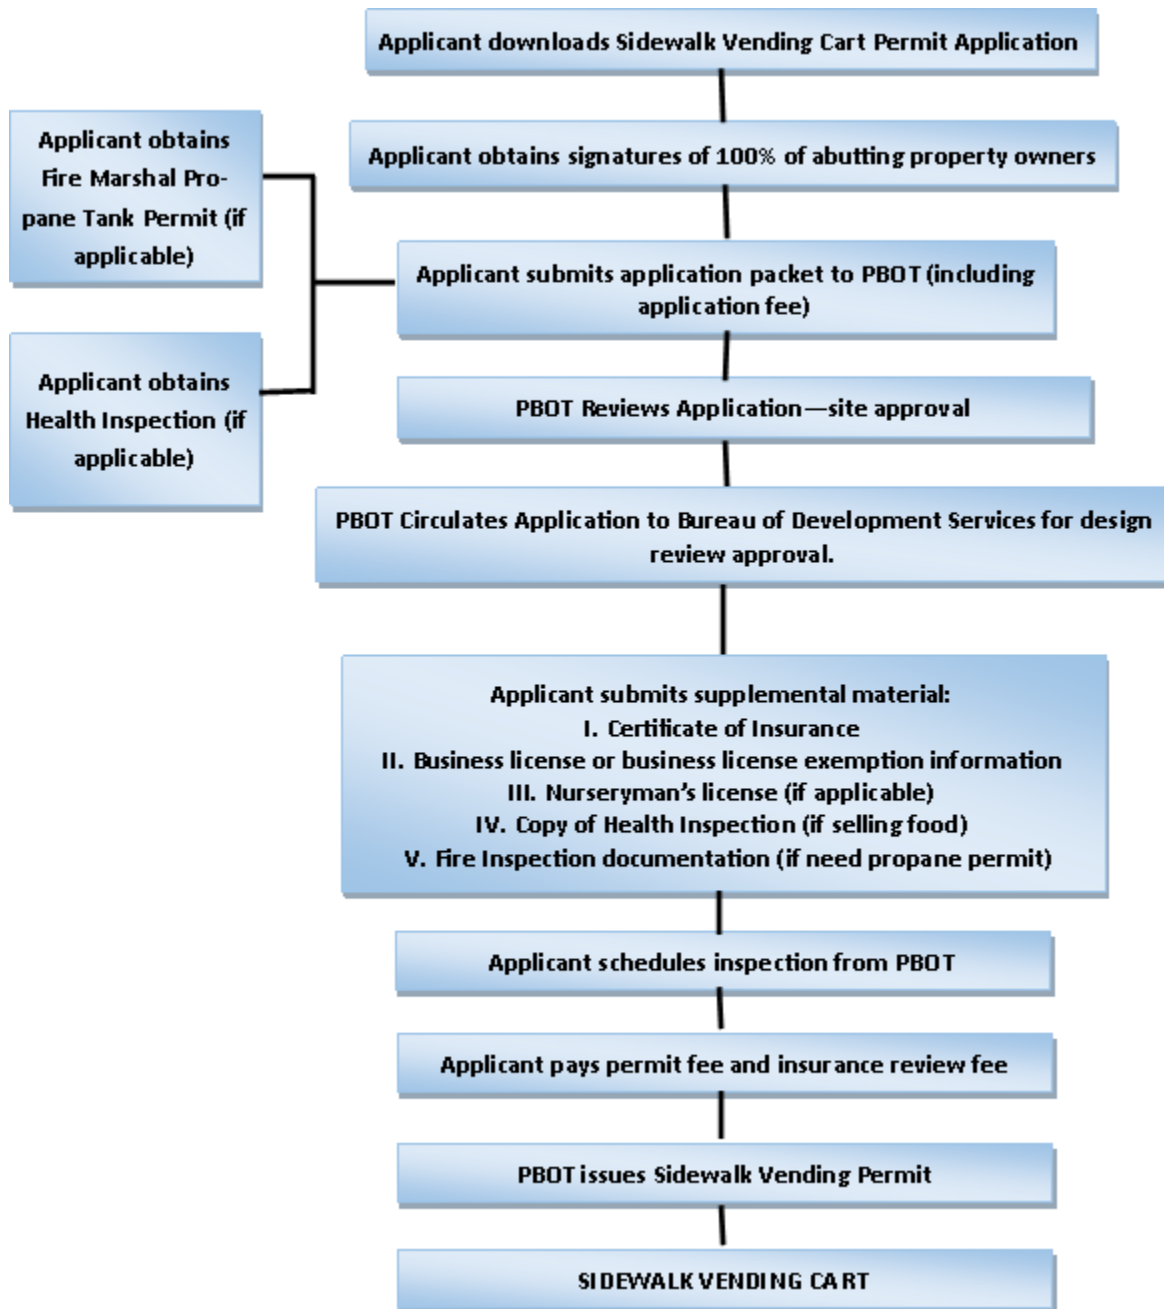 Applicant downloads Sidewalk Vending Cart Permit Application
Applicant obtains signatures of 100% of abutting property owners
Applicant obtains
Fire Marshal Pro-
pane Tank Permit (if
applicable)
Applicant submits application packet to PBOT (including
application fee)
Applicant obtains
Health Inspection (if
applicable)
PBOT Reviews Application—site approval
PBOT Circulates Application to Bureau of Development Services for design
review approval.
Applicant submits supplemental material:
I. Certificate of Insurance
II. Business license or business license exemption information
III. Nurseryman’s license (if applicable)
IV. Copy of Health Inspection (if selling food)
V. Fire Inspection documentation (if need propane permit)
Applicant schedules inspection from PBOT
Applicant pays permit fee and insurance review fee
PBOT issues Sidewalk Vending Permit
SIDEWALK VENDING CART